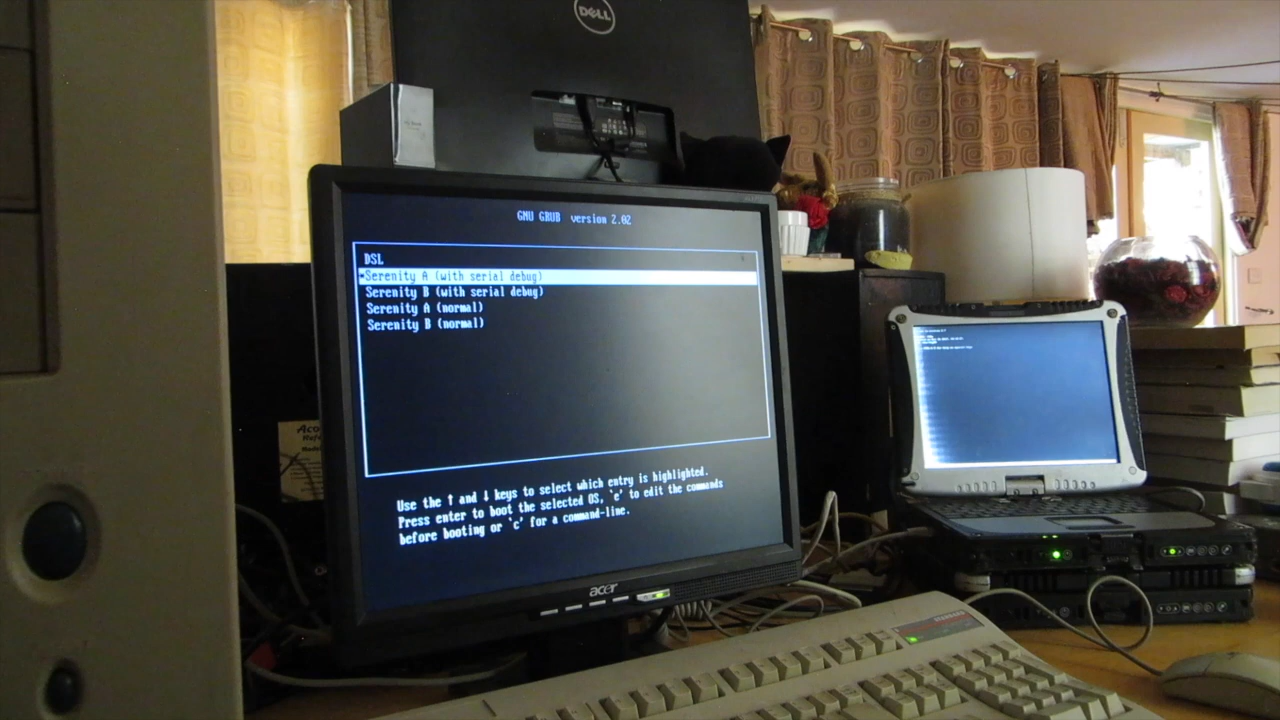 DELL
GNU GRUB version 2.02
DSL
*Serenity A (with serial debug)
Serenity B (with serial debug)
Serenity A (normal)
Serenity B (normal)
Use the ↑ and ↓ keys to select which entry is highlighted.
Press enter to boot the selected OS, `e' to edit the commands
before booting or `c' for a command-line.
acer